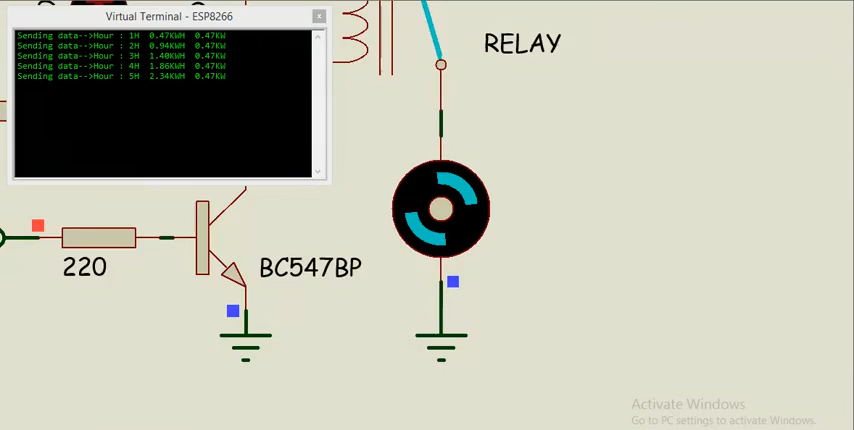 Virtual Terminal - ESP8266
x
Sending data-->Hour : 1H 0.47KWH 0.47KW
Sending data-->Hour : 2H 0.94KWH 0.47KW
Sending data-->Hour : 3H 1.40KWH 0.47KW
Sending data-->Hour : 4H 1.86KWH 0.47KW
Sending data-->Hour : 5H 2.34KWH 0.47KW
RELAY
220
BC547BP
Activate Windows
Go to PC settings to activate Windows.